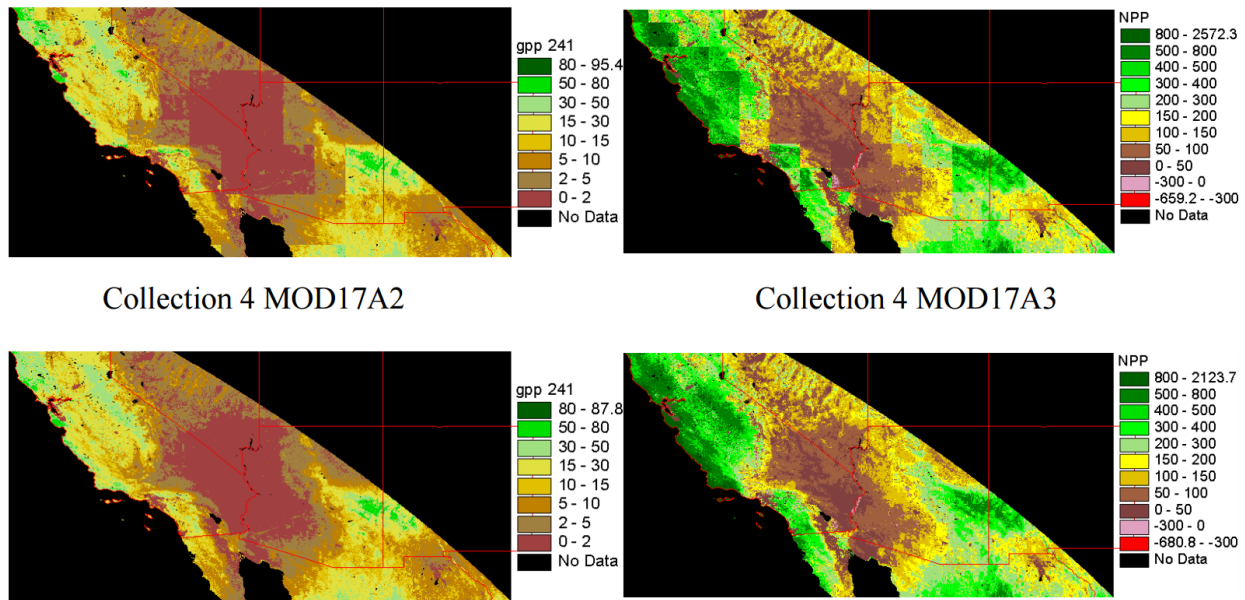 gpp 241
80 - 95.4
50 - 80
30 - 50
15 - 30
10 - 15
5 - 10
2 - 5
0 - 2
No Data
NPP
800 - 2572.3
500 - 800
400 - 500
300 - 400
200 - 300
150 - 200
100 - 150
50 - 100
0 - 50
-300 - 0
-659.2 - -300
No Data
Collection 4 MOD17A2
Collection 4 MOD17A3
gpp 241
80 - 87.8
50 - 80
30 - 50
15 - 30
10 - 15
5 - 10
2 - 5
0 - 2
No Data
NPP
800 - 2123.7
500 - 800
400 - 500
300 - 400
200 - 300
150 - 200
100 - 150
50 - 100
0 - 50
-300 - 0
-680.8 - -300
No Data